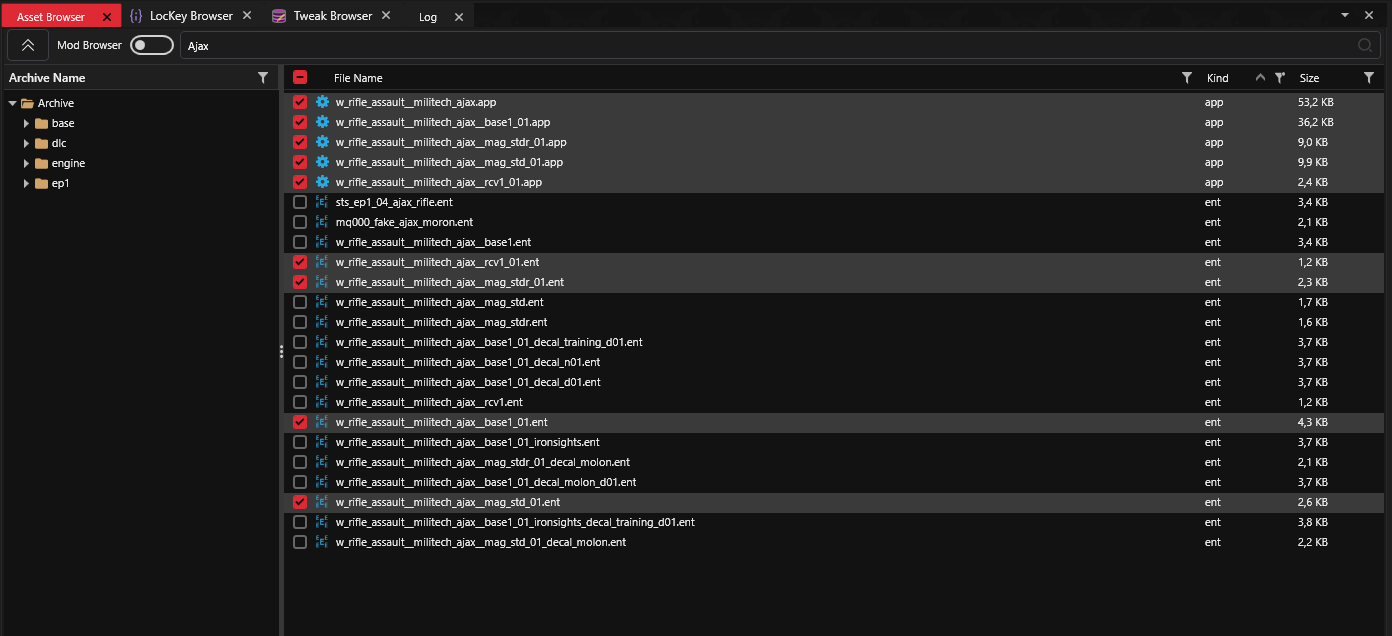 Asset Browser
LocKey Browser
Tweak Browser
Log
Mod Browser
Ajax
Archive Name
File Name Kind Size
Archive
base
dlc
engine
ep1
w_rifle_assault__militech_ajax.app app 53,2 KB
w_rifle_assault__militech_ajax__base1_01.app app 36,2 KB
w_rifle_assault__militech_ajax__mag_stdr_01.app app 9,0 KB
w_rifle_assault__militech_ajax__mag_std_01.app app 9,9 KB
w_rifle_assault__militech_ajax__rcv1_01.app app 2,4 KB
sts_ep1_04_ajax_rifle.ent ent 3,4 KB
mq000_fake_ajax_moron.ent ent 2,1 KB
w_rifle_assault__militech_ajax__base1.ent ent 3,4 KB
w_rifle_assault__militech_ajax__rcv1_01.ent ent 1,2 KB
w_rifle_assault__militech_ajax__mag_stdr_01.ent ent 2,3 KB
w_rifle_assault__militech_ajax__mag_std.ent ent 1,7 KB
w_rifle_assault__militech_ajax__mag_stdr.ent ent 1,6 KB
w_rifle_assault__militech_ajax__base1_01_decal_training_d01.ent ent 3,7 KB
w_rifle_assault__militech_ajax__base1_01_decal_n01.ent ent 3,7 KB
w_rifle_assault__militech_ajax__base1_01_decal_d01.ent ent 3,7 KB
w_rifle_assault__militech_ajax__rcv1.ent ent 1,2 KB
w_rifle_assault__militech_ajax__base1_01.ent ent 4,3 KB
w_rifle_assault__militech_ajax__base1_01_ironsights.ent ent 3,7 KB
w_rifle_assault__militech_ajax__mag_stdr_01_decal_molon.ent ent 2,1 KB
w_rifle_assault__militech_ajax__base1_01_decal_molon_d01.ent ent 3,7 KB
w_rifle_assault__militech_ajax__mag_std_01.ent ent 2,6 KB
w_rifle_assault__militech_ajax__base1_01_ironsights_decal_training_d01.ent ent 3,8 KB
w_rifle_assault__militech_ajax__mag_std_01_decal_molon.ent ent 2,2 KB